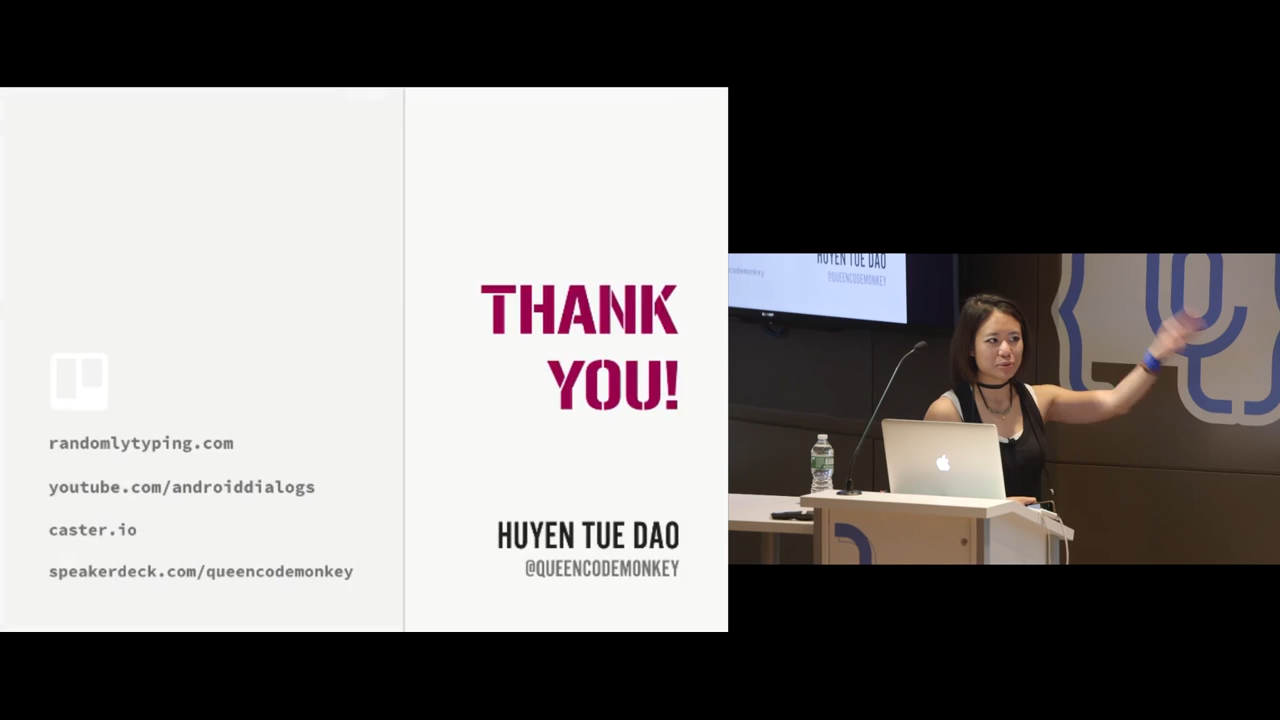 THANK
YOU!
randomlytyping.com
youtube.com/androiddialogs
caster.io
speakerdeck.com/queencodemonkey
HUYEN TUE DAO
@QUEENCODEMONKEY
HUYEN TUE DAO
@QUEENCODEMONKEY
codemonkey